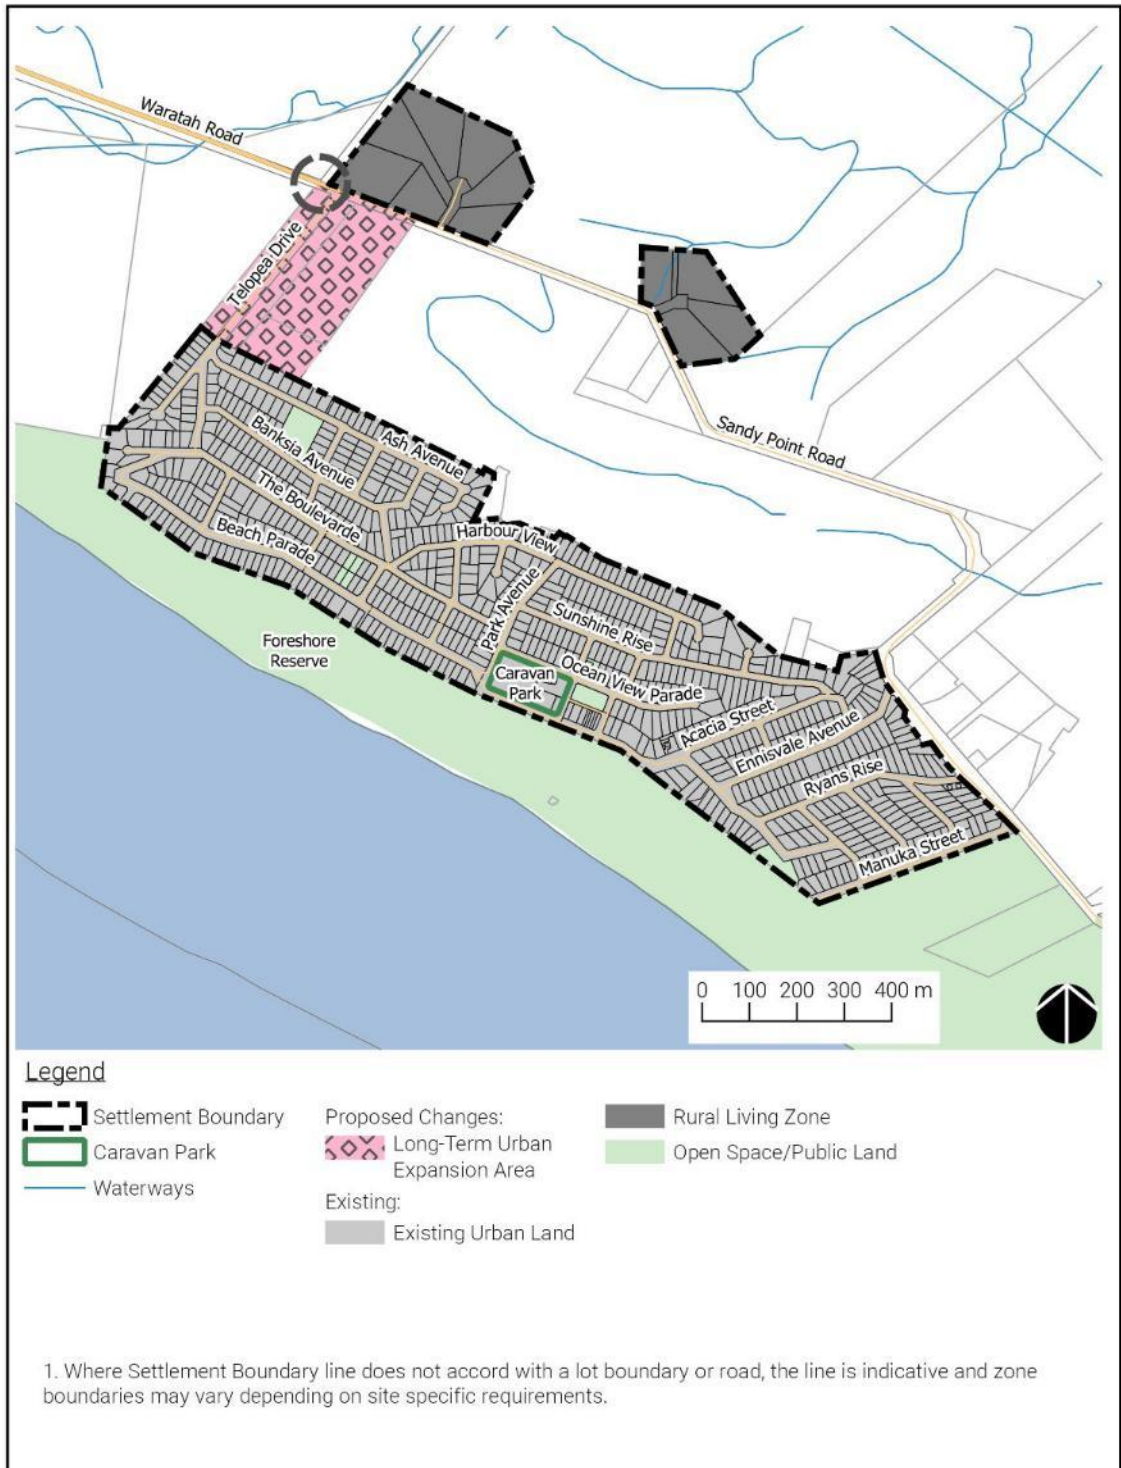 Waratah Road
Telopea Drive
Sandy Point Road
Ash Avenue
Banksia Avenue
The Boulevarde
Beach Parade
Harbour View
Park Avenue
Sunshine Rise
Foreshore
Reserve
Caravan
Park
Ocean View Parade
Acacia Street
Ennisvale Avenue
Ryans Rise
Manuka Street
0 100 200 300 400 m
Legend
Settlement Boundary
Caravan Park
Waterways
Proposed Changes:
Long-Term Urban
Expansion Area
Existing:
Existing Urban Land
Rural Living Zone
Open Space/Public Land
1. Where Settlement Boundary line does not accord with a lot boundary or road, the line is indicative and zone
boundaries may vary depending on site specific requirements.